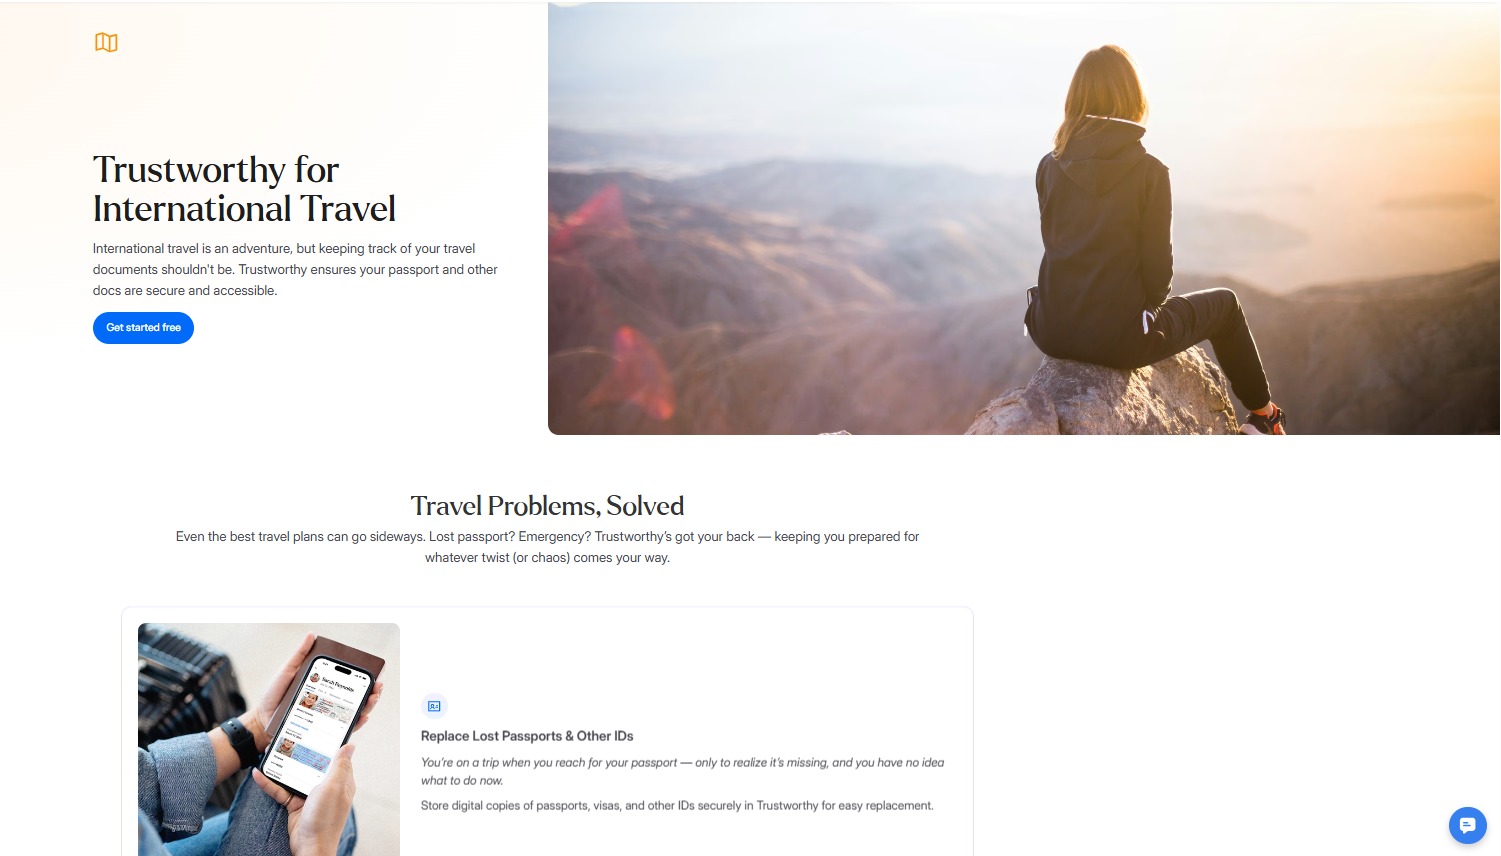 Trustworthy for
International Travel
International travel is an adventure, but keeping track of your travel
documents shouldn't be. Trustworthy ensures your passport and other
docs are secure and accessible.
Get started free
Travel Problems, Solved
Even the best travel plans can go sideways. Lost passport? Emergency? Trustworthy’s got your back — keeping you prepared for
whatever twist (or chaos) comes your way.
Sarah Reynolds
Replace Lost Passports & Other IDs
You’re on a trip when you reach for your passport — only to realize it’s missing, and you have no idea
what to do now.
Store digital copies of passports, visas, and other IDs securely in Trustworthy for easy replacement.